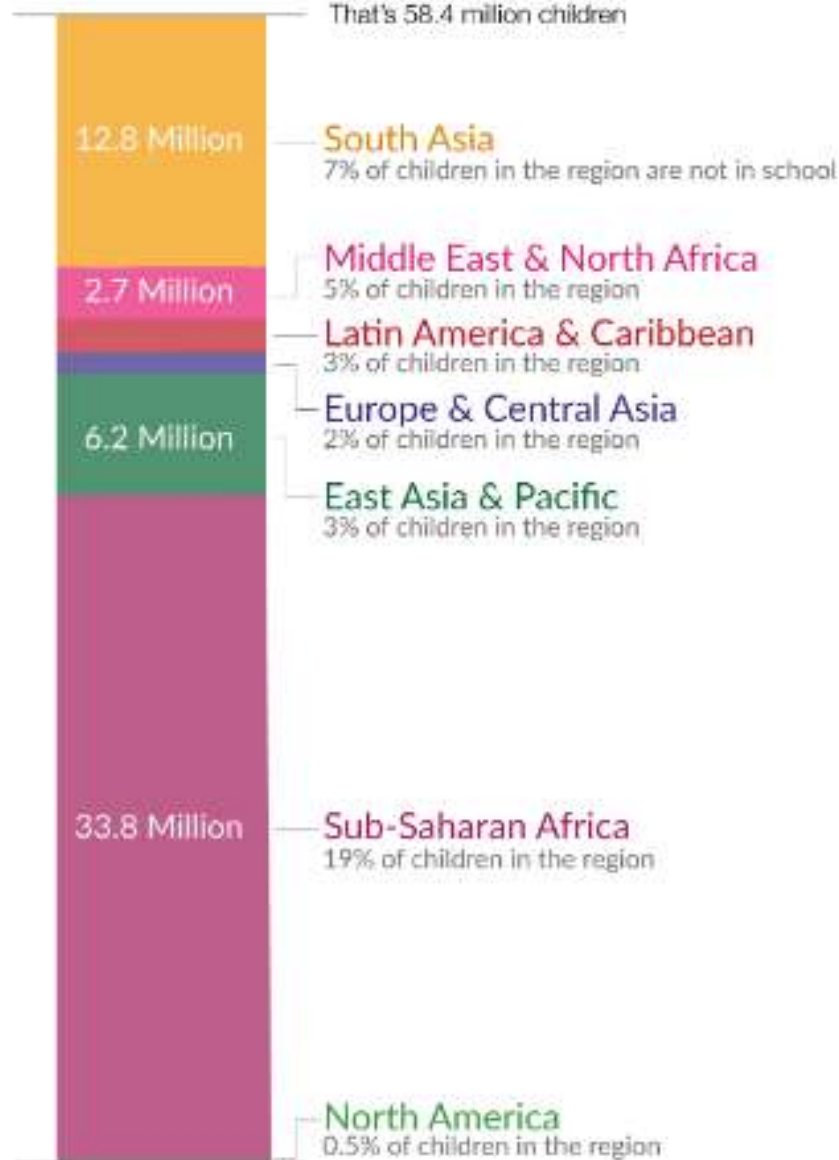 That's 58.4 million children
12.8 Million
South Asia
7% of children in the region are not in school
Middle East & North Africa
2.7 Million
5% of children in the region
Latin America & Caribbean
3% of children in the region
Europe & Central Asia
6.2 Million
2% of children in the region
East Asia & Pacific
3% of children in the region
33.8 Million
Sub-Saharan Africa
19% of children in the region
North America
0.5% of children in the region